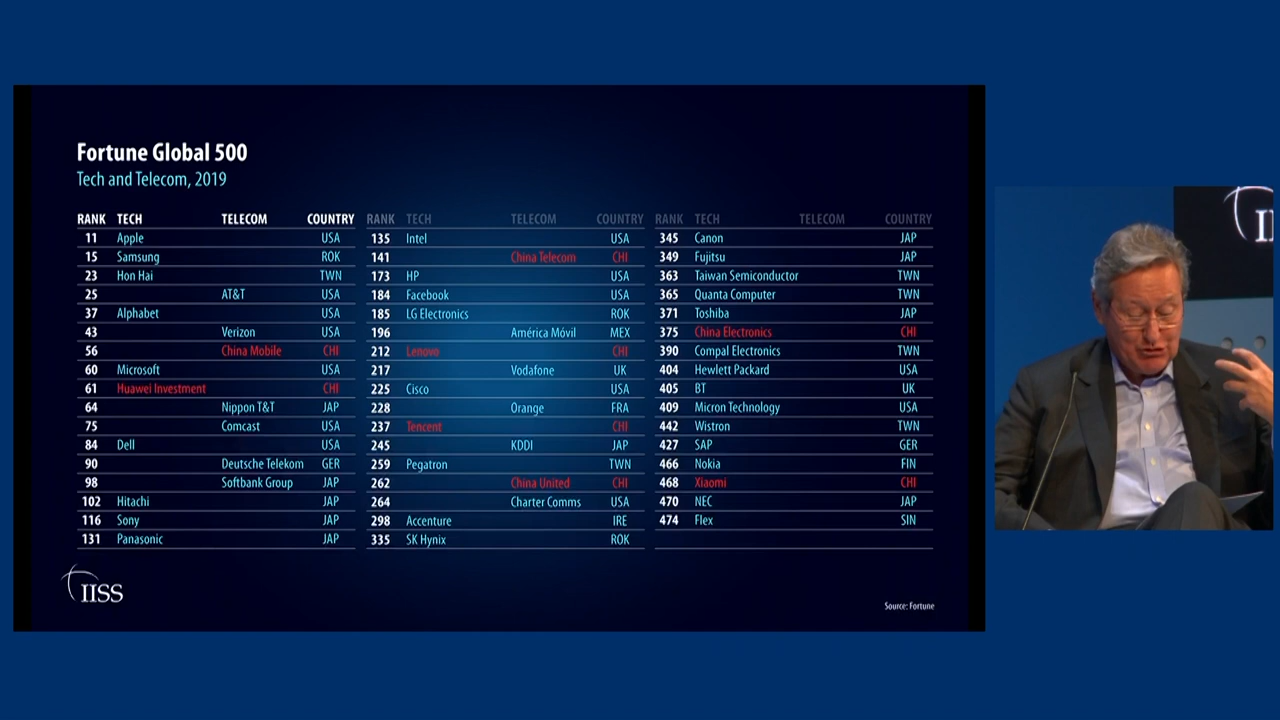 Fortune Global 500
Tech and Telecom, 2019
RANK TECH TELECOM COUNTRY
11 Apple USA
15 Samsung ROK
23 Hon Hai TWN
25 AT&T USA
37 Alphabet USA
43 Verizon USA
56 China Mobile CHI
60 Microsoft USA
61 Huawei Investment CHI
64 Nippon T&T JAP
75 Comcast USA
84 Dell USA
90 Deutsche Telekom GER
98 Softbank Group JAP
102 Hitachi JAP
116 Sony JAP
131 Panasonic JAP
RANK TECH TELECOM COUNTRY
135 Intel USA
141 China Telecom CHI
173 HP USA
184 Facebook USA
185 LG Electronics ROK
196 América Móvil MEX
212 Lenovo CHI
217 Vodafone UK
225 Cisco USA
228 Orange FRA
237 Tencent CHI
245 KDDI JAP
259 Pegatron TWN
262 China United CHI
264 Charter Comms USA
298 Accenture IRE
335 SK Hynix ROK
RANK TECH TELECOM COUNTRY
345 Canon JAP
349 Fujitsu JAP
363 Taiwan Semiconductor TWN
365 Quanta Computer TWN
371 Toshiba JAP
375 China Electronics CHI
390 Compal Electronics TWN
404 Hewlett Packard USA
405 BT UK
409 Micron Technology USA
442 Wistron TWN
427 SAP GER
466 Nokia FIN
468 Xiaomi CHI
470 NEC JAP
474 Flex SIN
IISS
Source: Fortune